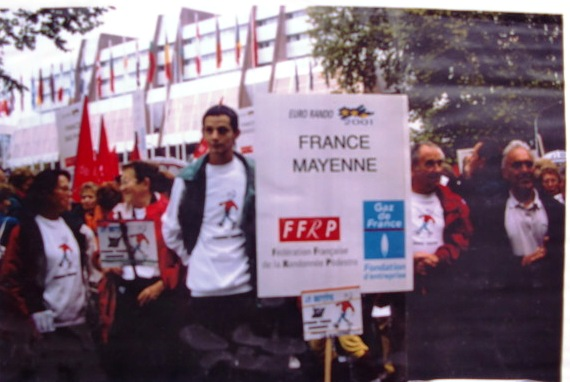 EURO RANDO
2001
FRANCE
MAYENNE
FFRP
Fédération Française
de la Randonnée Pédestre
Gaz
de France
Fondation
d'entreprise